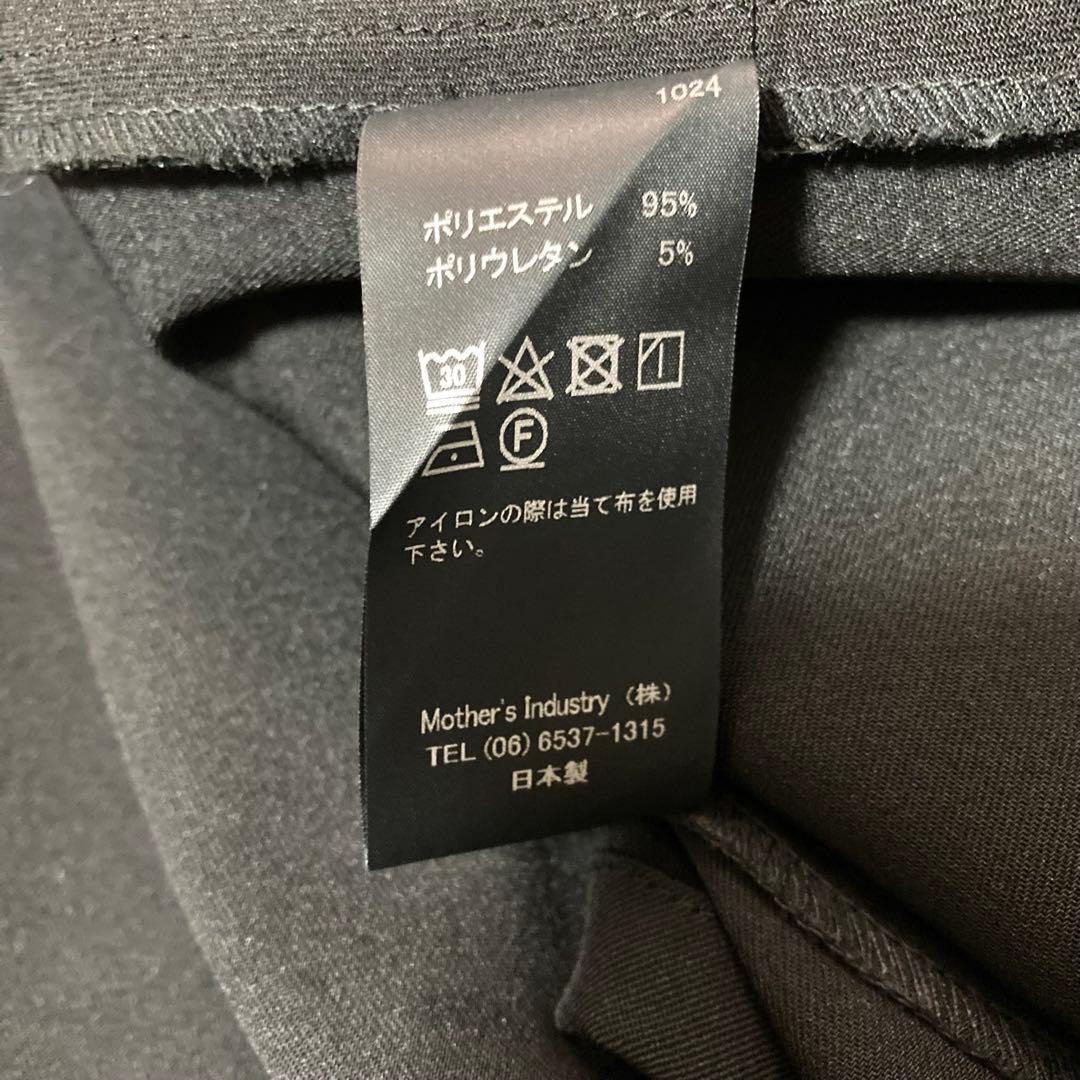 1024
ポリエステル 95%
ポリウレタン 5%
30
F
アイロンの際は当て布を使用
下さい。
Mother's Industry (株)
TEL (06) 6537-1315
日本製